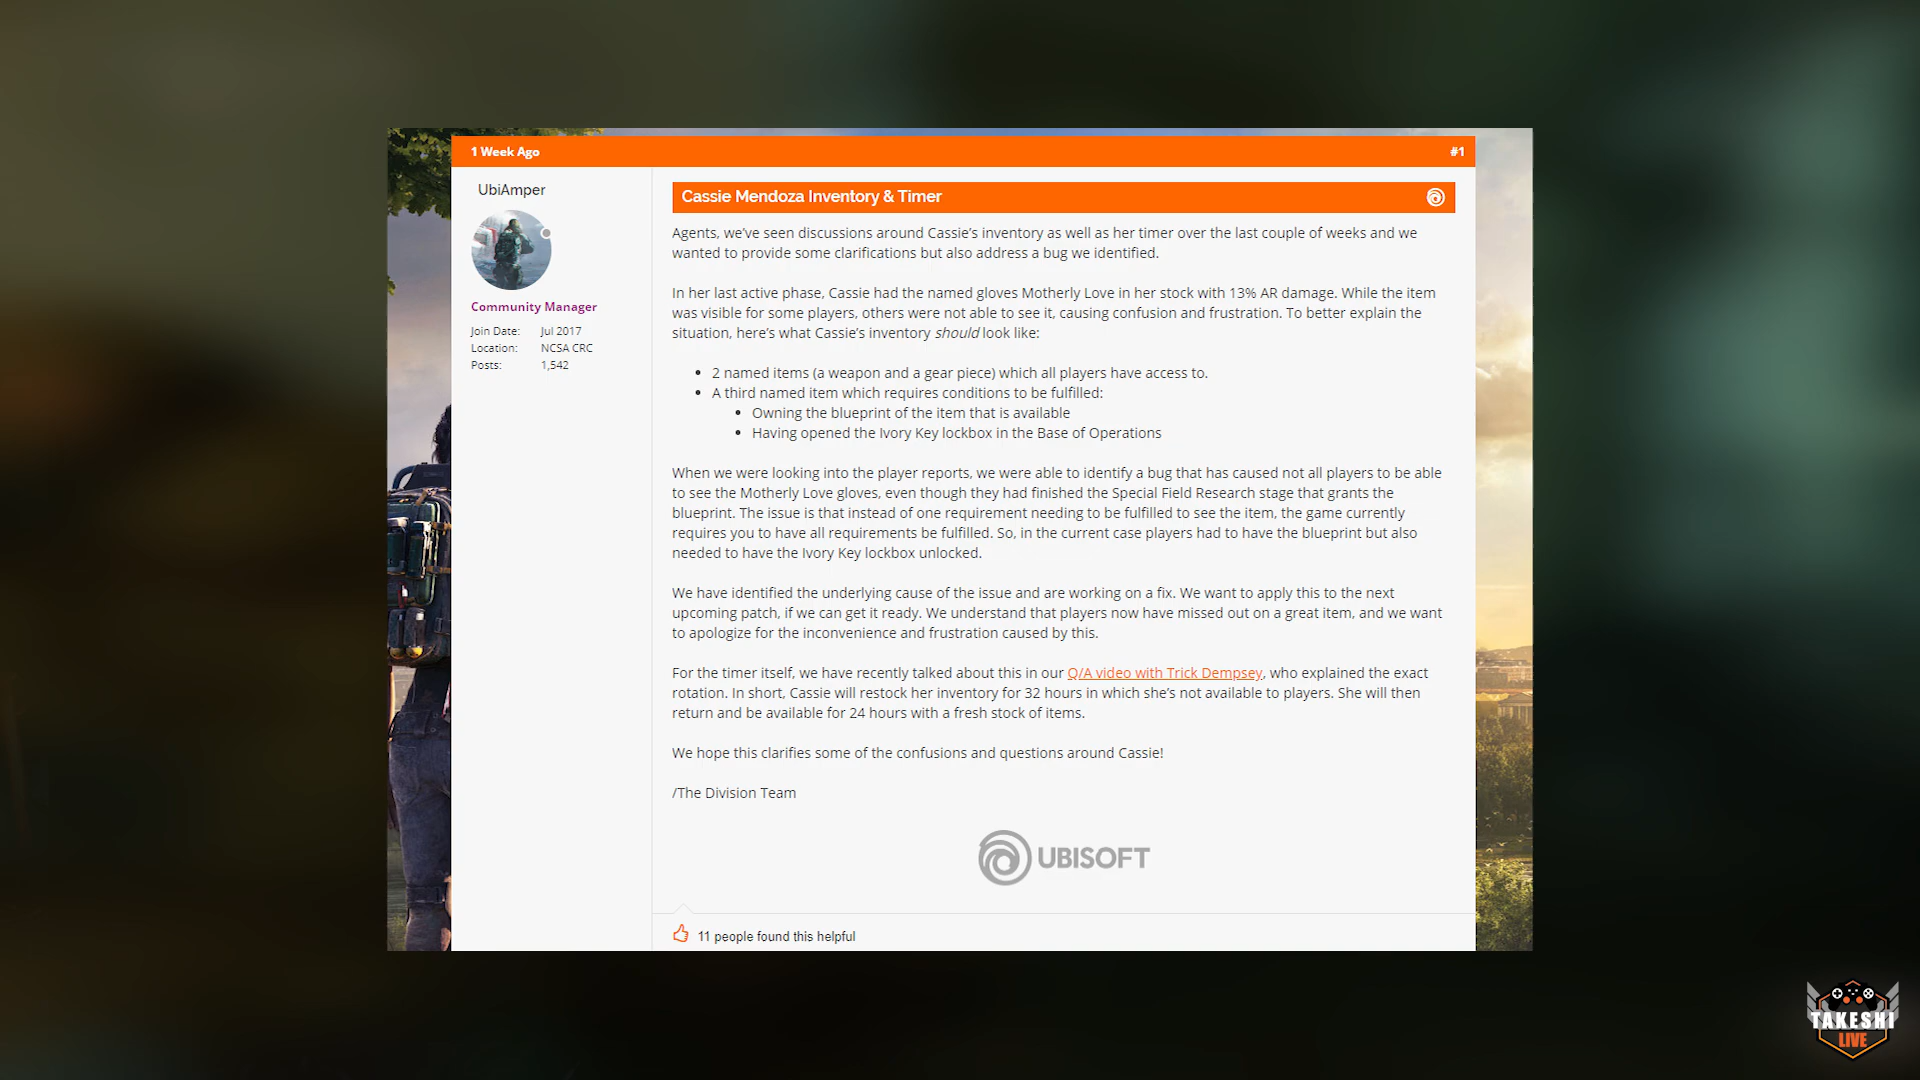 1 Week Ago
#1
UbiAmper
Community Manager
Join Date: Jul 2017
Location: NCSA CRC
Posts: 1,542
Cassie Mendoza Inventory & Timer
Agents, we’ve seen discussions around Cassie’s inventory as well as her timer over the last couple of weeks and we
wanted to provide some clarifications but also address a bug we identified.
In her last active phase, Cassie had the named gloves Motherly Love in her stock with 13% AR damage. While the item
was visible for some players, others were not able to see it, causing confusion and frustration. To better explain the
situation, here’s what Cassie’s inventory should look like:
• 2 named items (a weapon and a gear piece) which all players have access to.
• A third named item which requires conditions to be fulfilled:
• Owning the blueprint of the item that is available
• Having opened the Ivory Key lockbox in the Base of Operations
When we were looking into the player reports, we were able to identify a bug that has caused not all players to be able
to see the Motherly Love gloves, even though they had finished the Special Field Research stage that grants the
blueprint. The issue is that instead of one requirement needing to be fulfilled to see the item, the game currently
requires you to have all requirements be fulfilled. So, in the current case players had to have the blueprint but also
needed to have the Ivory Key lockbox unlocked.
We have identified the underlying cause of the issue and are working on a fix. We want to apply this to the next
upcoming patch, if we can get it ready. We understand that players now have missed out on a great item, and we want
to apologize for the inconvenience and frustration caused by this.
For the timer itself, we have recently talked about this in our Q/A video with Trick Dempsey, who explained the exact
rotation. In short, Cassie will restock her inventory for 32 hours in which she’s not available to players. She will then
return and be available for 24 hours with a fresh stock of items.
We hope this clarifies some of the confusions and questions around Cassie!
/The Division Team
UBISOFT
11 people found this helpful
TAKESHI
LIVE